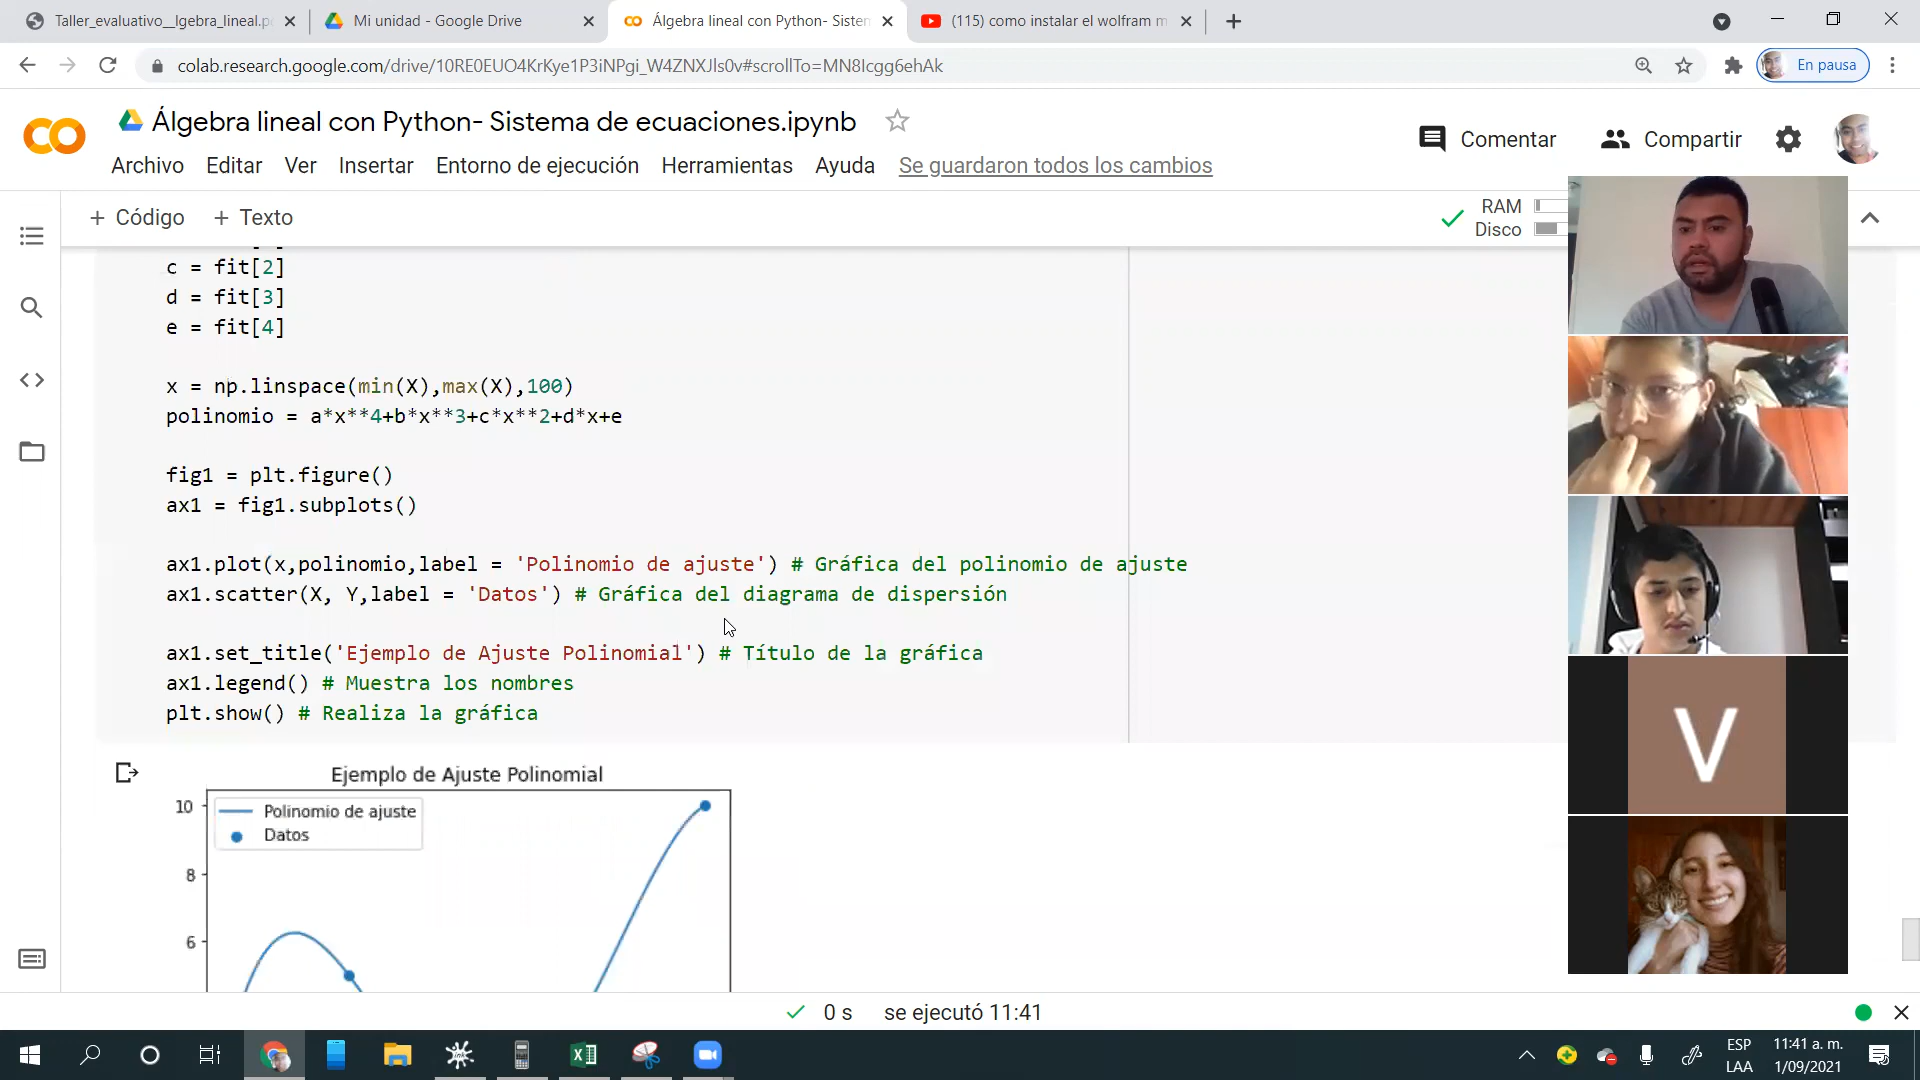 Taller_evaluativo__lgebra_lineal.p
Mi unidad - Google Drive
Álgebra lineal con Python- Sistem
(115) como instalar el wolfram m
colab.research.google.com/drive/10RE0EUO4KrKye1P3iNPgi_W4ZNXJls0v#scrollTo=MN8Icgg6ehAk
En pausa
Álgebra lineal con Python- Sistema de ecuaciones.ipynb
Comentar
Compartir
Archivo Editar Ver Insertar Entorno de ejecución Herramientas Ayuda Se guardaron todos los cambios
+ Código + Texto
RAM
Disco
c = fit[2]
d = fit[3]
e = fit[4]
x = np.linspace(min(X),max(X),100)
polinomio = a*x**4+b*x**3+c*x**2+d*x+e
fig1 = plt.figure()
ax1 = fig1.subplots()
ax1.plot(x,polinomio,label = 'Polinomio de ajuste') # Gráfica del polinomio de ajuste
ax1.scatter(X, Y,label = 'Datos') # Gráfica del diagrama de dispersión
ax1.set_title('Ejemplo de Ajuste Polinomial') # Título de la gráfica
ax1.legend() # Muestra los nombres
plt.show() # Realiza la gráfica
Ejemplo de Ajuste Polinomial
10
Polinomio de ajuste
Datos
8
6
V
0 s se ejecutó 11:41
ESP
LAA
11:41 a. m.
1/09/2021